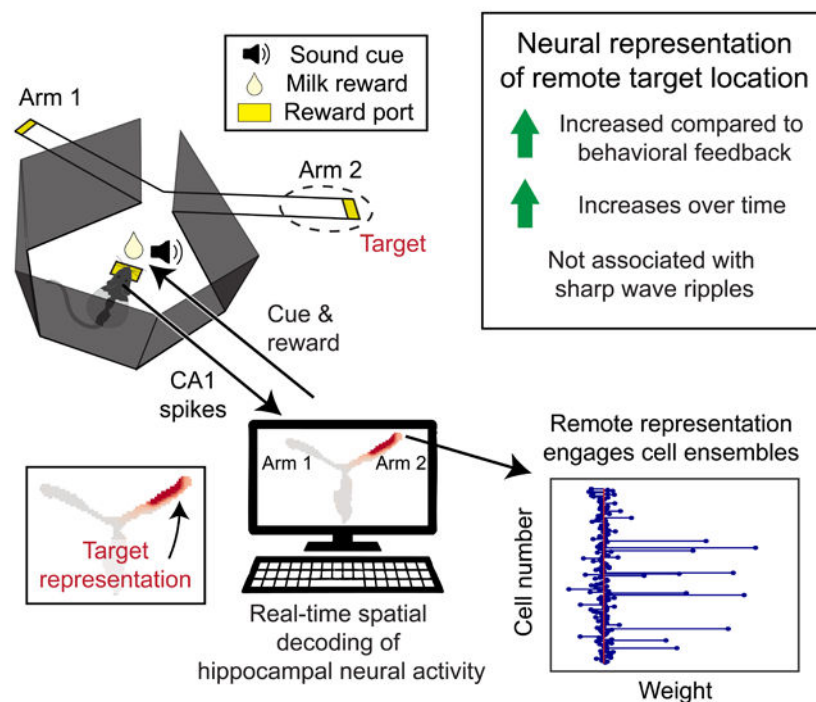 Sound cue
Milk reward
Reward port
Arm 1
Arm 2
Target
Cue &
reward
CA1
spikes
Neural representation
of remote target location
Increased compared to
behavioral feedback
Increases over time
Not associated with
sharp wave ripples
Target
representation
Arm 1
Arm 2
Real-time spatial
decoding of
hippocampal neural activity
Remote representation
engages cell ensembles
Cell number
Weight